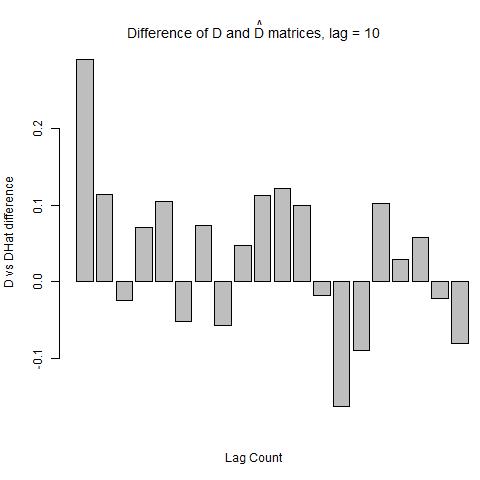 Difference of D and D̂ matrices, lag = 10
D vs DHat difference
0.2
0.1
0.0
-0.1
Lag Count